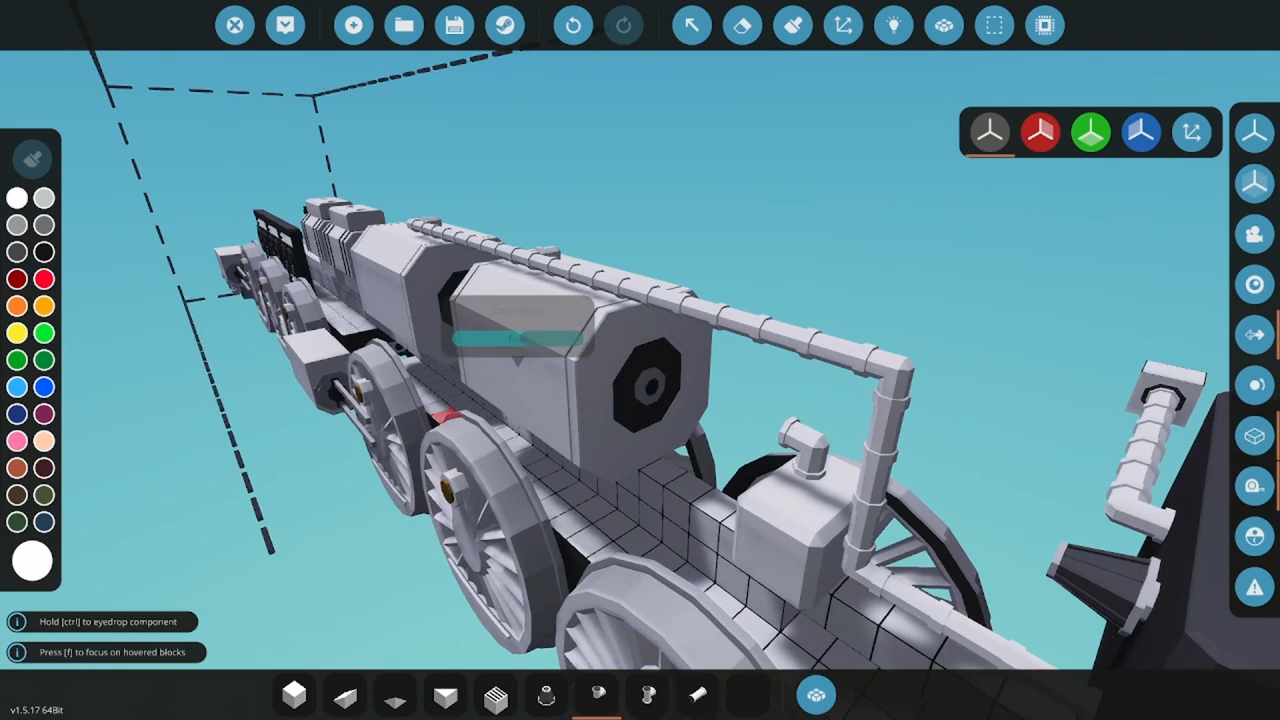 Hold [ctrl] to eyedrop component
Press [f] to focus on hovered blocks
v1.5.17 64Bit